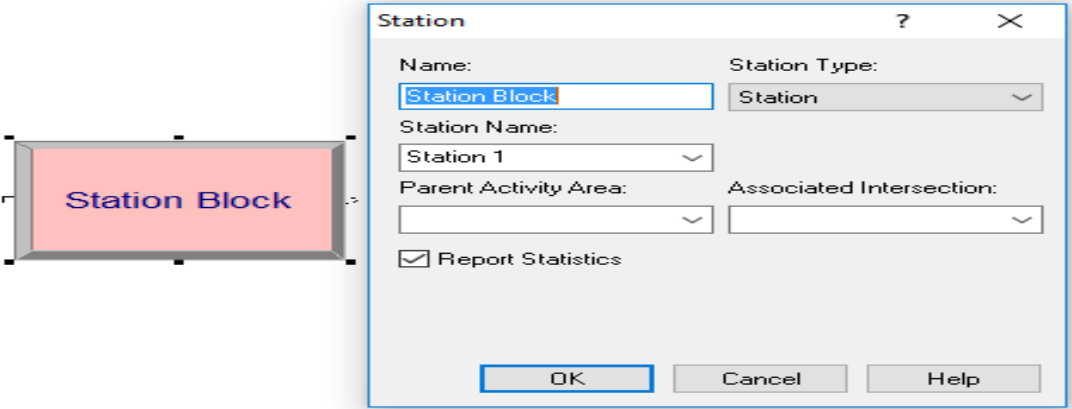 Station Block
Station ?
Name:
Station Type:
Station Block
Station
Station Name:
Station 1
Parent Activity Area:
Associated Intersection:
Report Statistics
OK
Cancel
Help